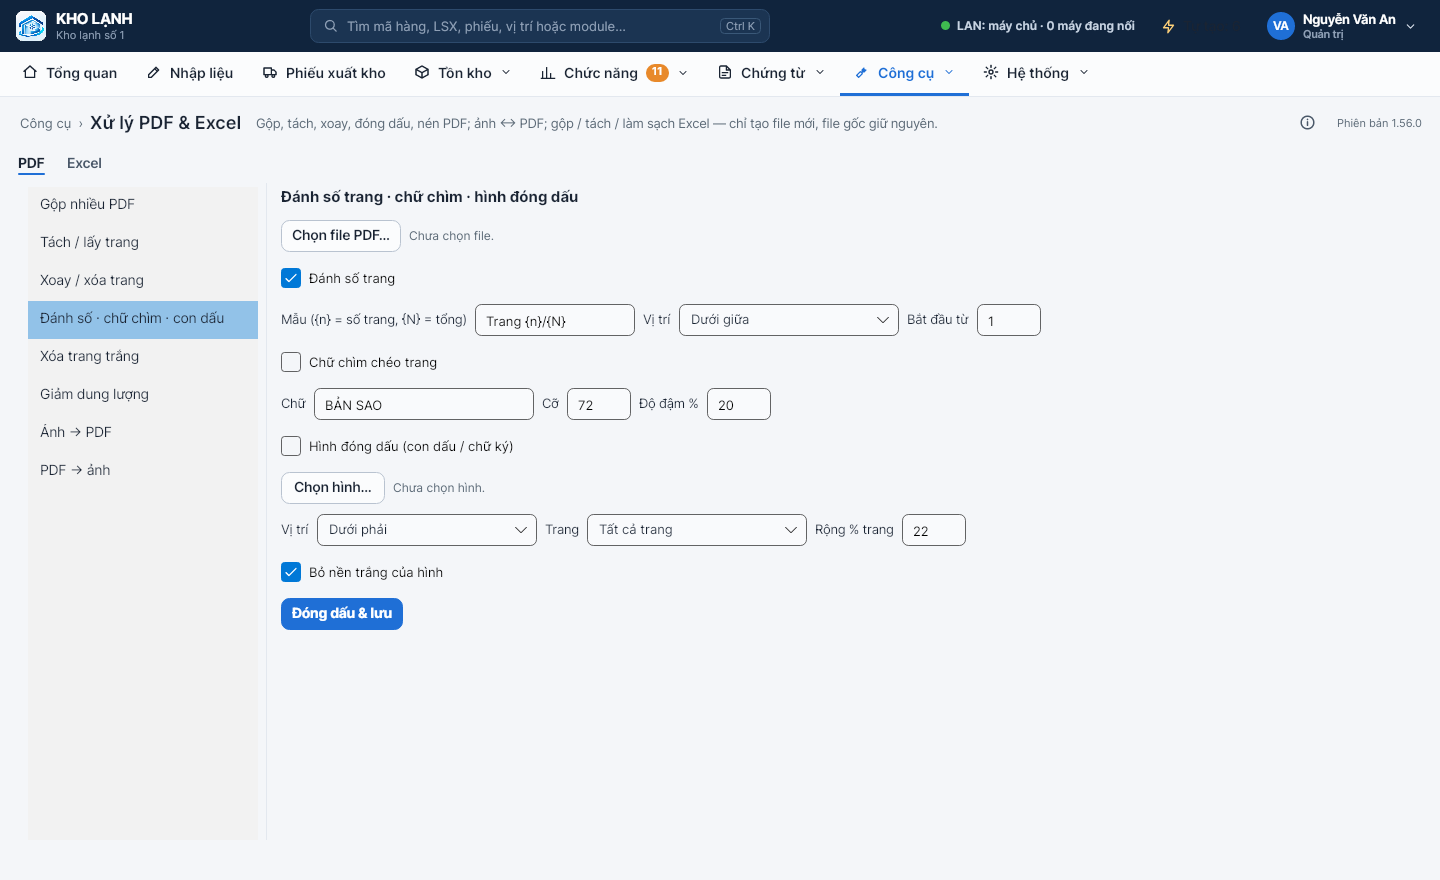 KHO LẠNH
Kho lạnh số 1
Tìm mã hàng, LSX, phiếu, vị trí hoặc module...
Ctrl K
LAN: máy chủ · 0 máy đang nối
VA
Nguyễn Văn An
Quản trị
Tổng quan
Nhập liệu
Phiếu xuất kho
Tồn kho
Chức năng
11
Chứng từ
Công cụ
Hệ thống
Công cụ › Xử lý PDF & Excel
Gộp, tách, xoay, đóng dấu, nén PDF; ảnh ↔ PDF; gộp / tách / làm sạch Excel — chỉ tạo file mới, file gốc giữ nguyên.
Phiên bản 1.56.0
PDF
Excel
Gộp nhiều PDF
Tách / lấy trang
Xoay / xóa trang
Đánh số · chữ chìm · con dấu
Xóa trang trắng
Giảm dung lượng
Ảnh → PDF
PDF → ảnh
Đánh số trang · chữ chìm · hình đóng dấu
Chọn file PDF...
Chưa chọn file.
Đánh số trang
Mẫu ({n} = số trang, {N} = tổng)
Trang {n}/{N}
Vị trí
Dưới giữa
Bắt đầu từ
1
Chữ chìm chéo trang
Chữ
BẢN SAO
Cỡ
72
Độ đậm %
20
Hình đóng dấu (con dấu / chữ ký)
Chọn hình...
Chưa chọn hình.
Vị trí
Dưới phải
Trang
Tất cả trang
Rộng % trang
22
Bỏ nền trắng của hình
Đóng dấu & lưu